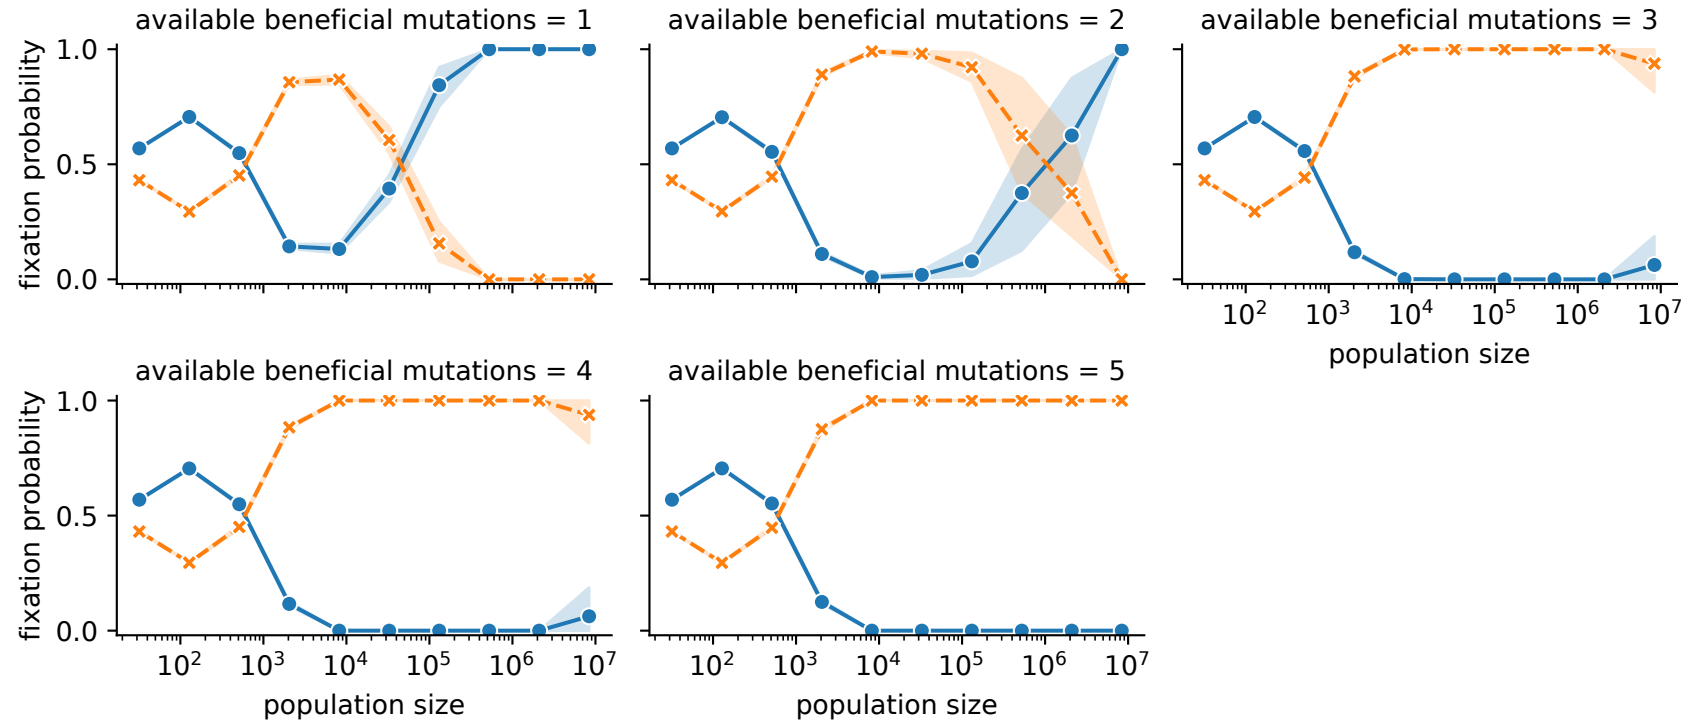 available beneficial mutations = 1
available beneficial mutations = 2
available beneficial mutations = 3
fixation probability
1.0
0.5
0.0
10² 10³ 10⁴ 10⁵ 10⁶ 10⁷
population size
available beneficial mutations = 4
available beneficial mutations = 5
fixation probability
1.0
0.5
0.0
10² 10³ 10⁴ 10⁵ 10⁶ 10⁷
population size
10² 10³ 10⁴ 10⁵ 10⁶ 10⁷
population size